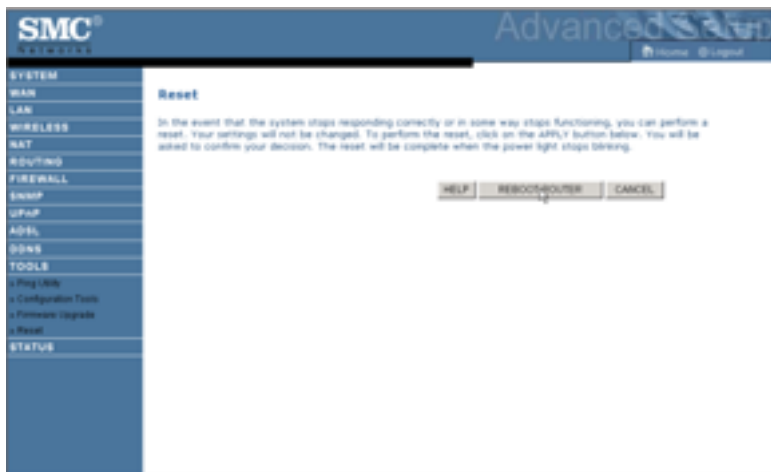 SMC®
Networks
Advanced Setup
Home Logout
SYSTEM
WAN
LAN
WIRELESS
NAT
ROUTING
FIREWALL
SNMP
UPnP
ADSL
DDNS
TOOLS
» Ping Utility
» Configuration Tools
» Firmware Upgrade
» Reset
STATUS
Reset
In the event that the system stops responding correctly or in some way stops functioning, you can perform a
reset. Your settings will not be changed. To perform the reset, click on the APPLY button below. You will be
asked to confirm your decision. The reset will be complete when the power light stops blinking.
HELP REBOOT ROUTER CANCEL